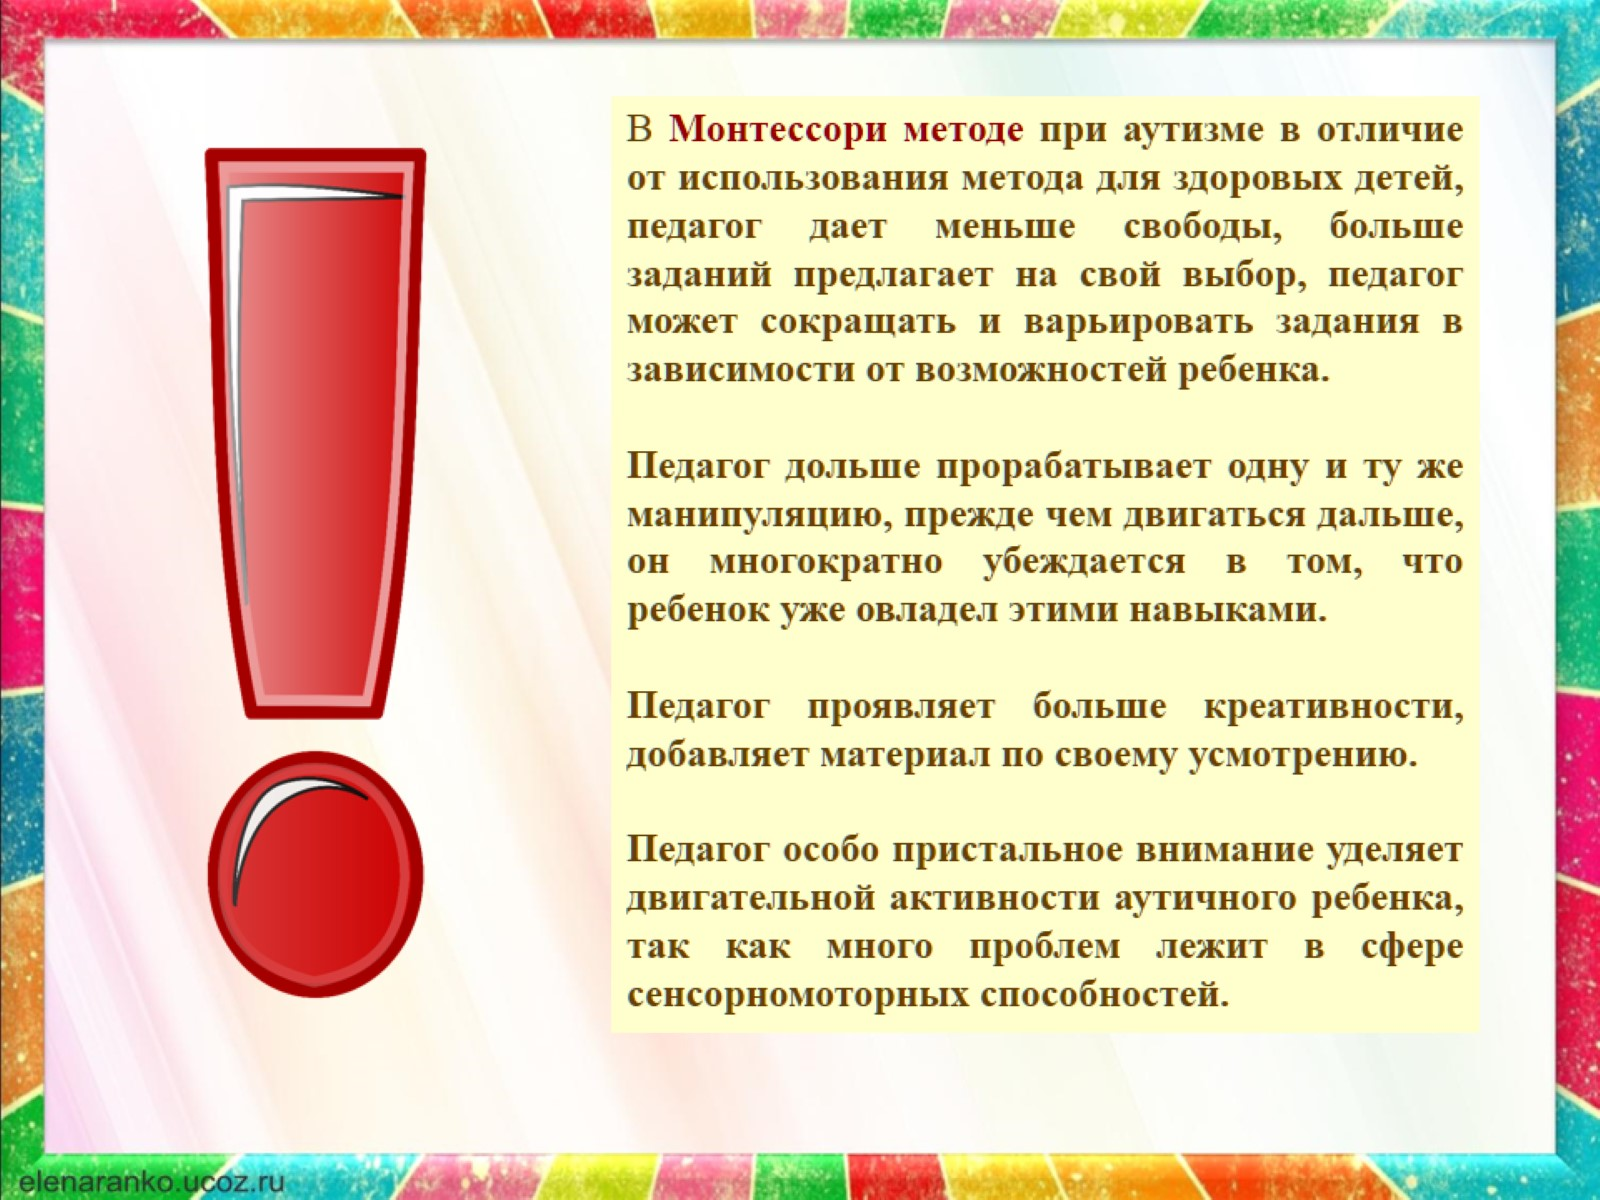 В Монтессори методе при аутизме в отличие
от использования метода для здоровых детей,
педагог дает меньше свободы, больше
заданий предлагает на свой выбор, педагог
может сокращать и варьировать задания в
зависимости от возможностей ребенка.
Педагог дольше прорабатывает одну и ту же
манипуляцию, прежде чем двигаться дальше,
он многократно убеждается в том, что
ребенок уже овладел этими навыками.
Педагог проявляет больше креативности,
добавляет материал по своему усмотрению.
Педагог особо пристальное внимание уделяет
двигательной активности аутичного ребенка,
так как много проблем лежит в сфере
сенсорномоторных способностей.
elenaranko.ucoz.ru